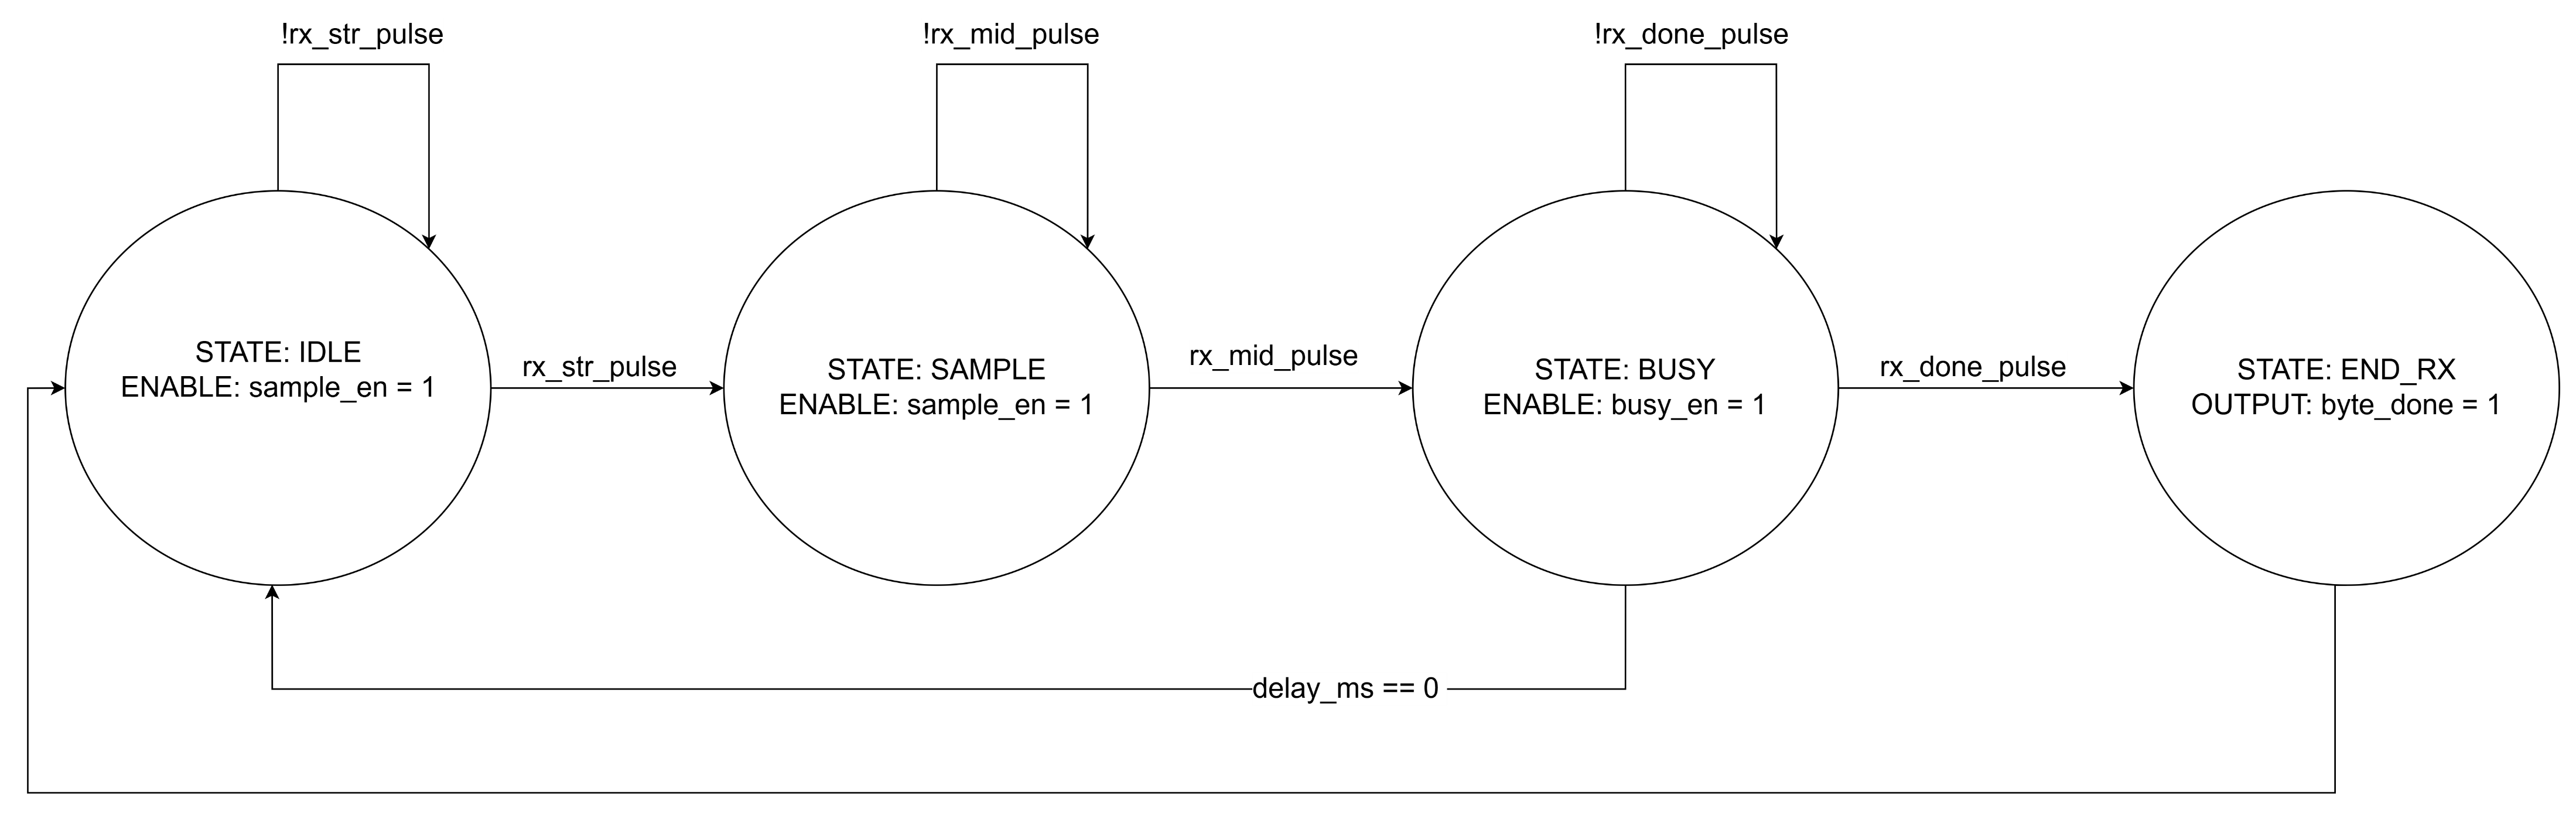 !rx_str_pulse
!rx_mid_pulse
!rx_done_pulse
STATE: IDLE
ENABLE: sample_en = 1
rx_str_pulse
STATE: SAMPLE
ENABLE: sample_en = 1
rx_mid_pulse
STATE: BUSY
ENABLE: busy_en = 1
rx_done_pulse
STATE: END_RX
OUTPUT: byte_done = 1
delay_ms == 0